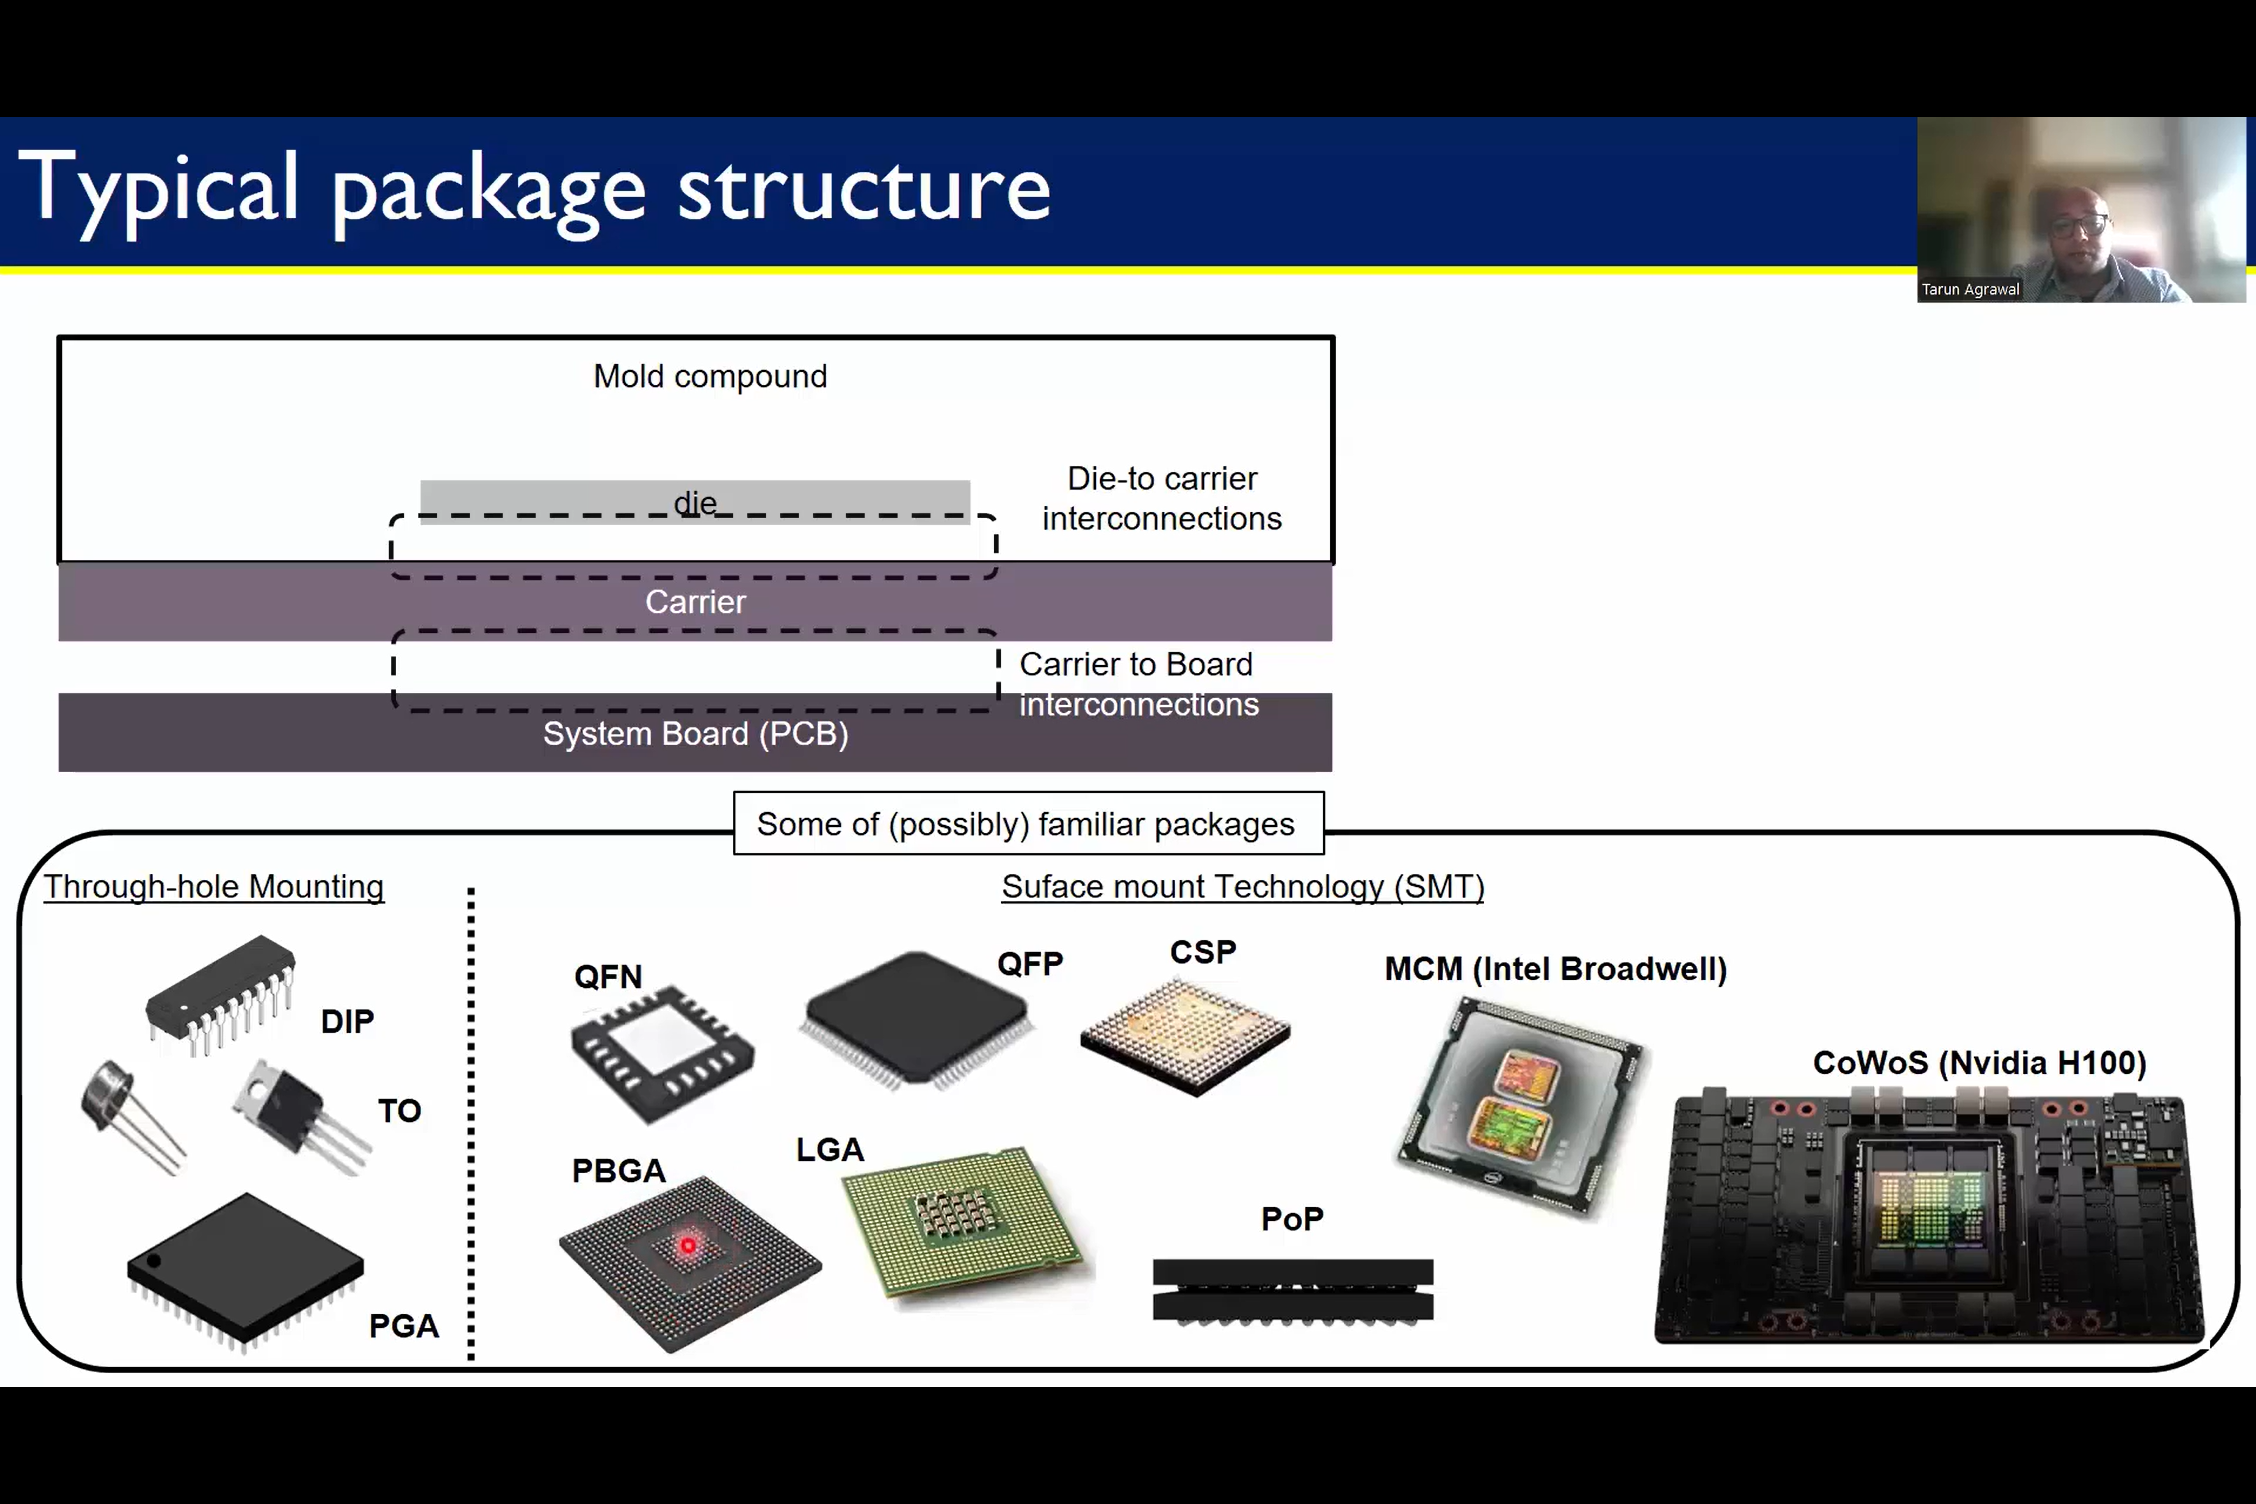 Typical package structure
Tarun Agrawal
Mold compound
die
Die-to carrier
interconnections
Carrier
Carrier to Board
interconnections
System Board (PCB)
Some of (possibly) familiar packages
Through-hole Mounting
DIP
TO
PGA
Suface mount Technology (SMT)
QFN
QFP
CSP
MCM (Intel Broadwell)
CoWoS (Nvidia H100)
PBGA
LGA
PoP